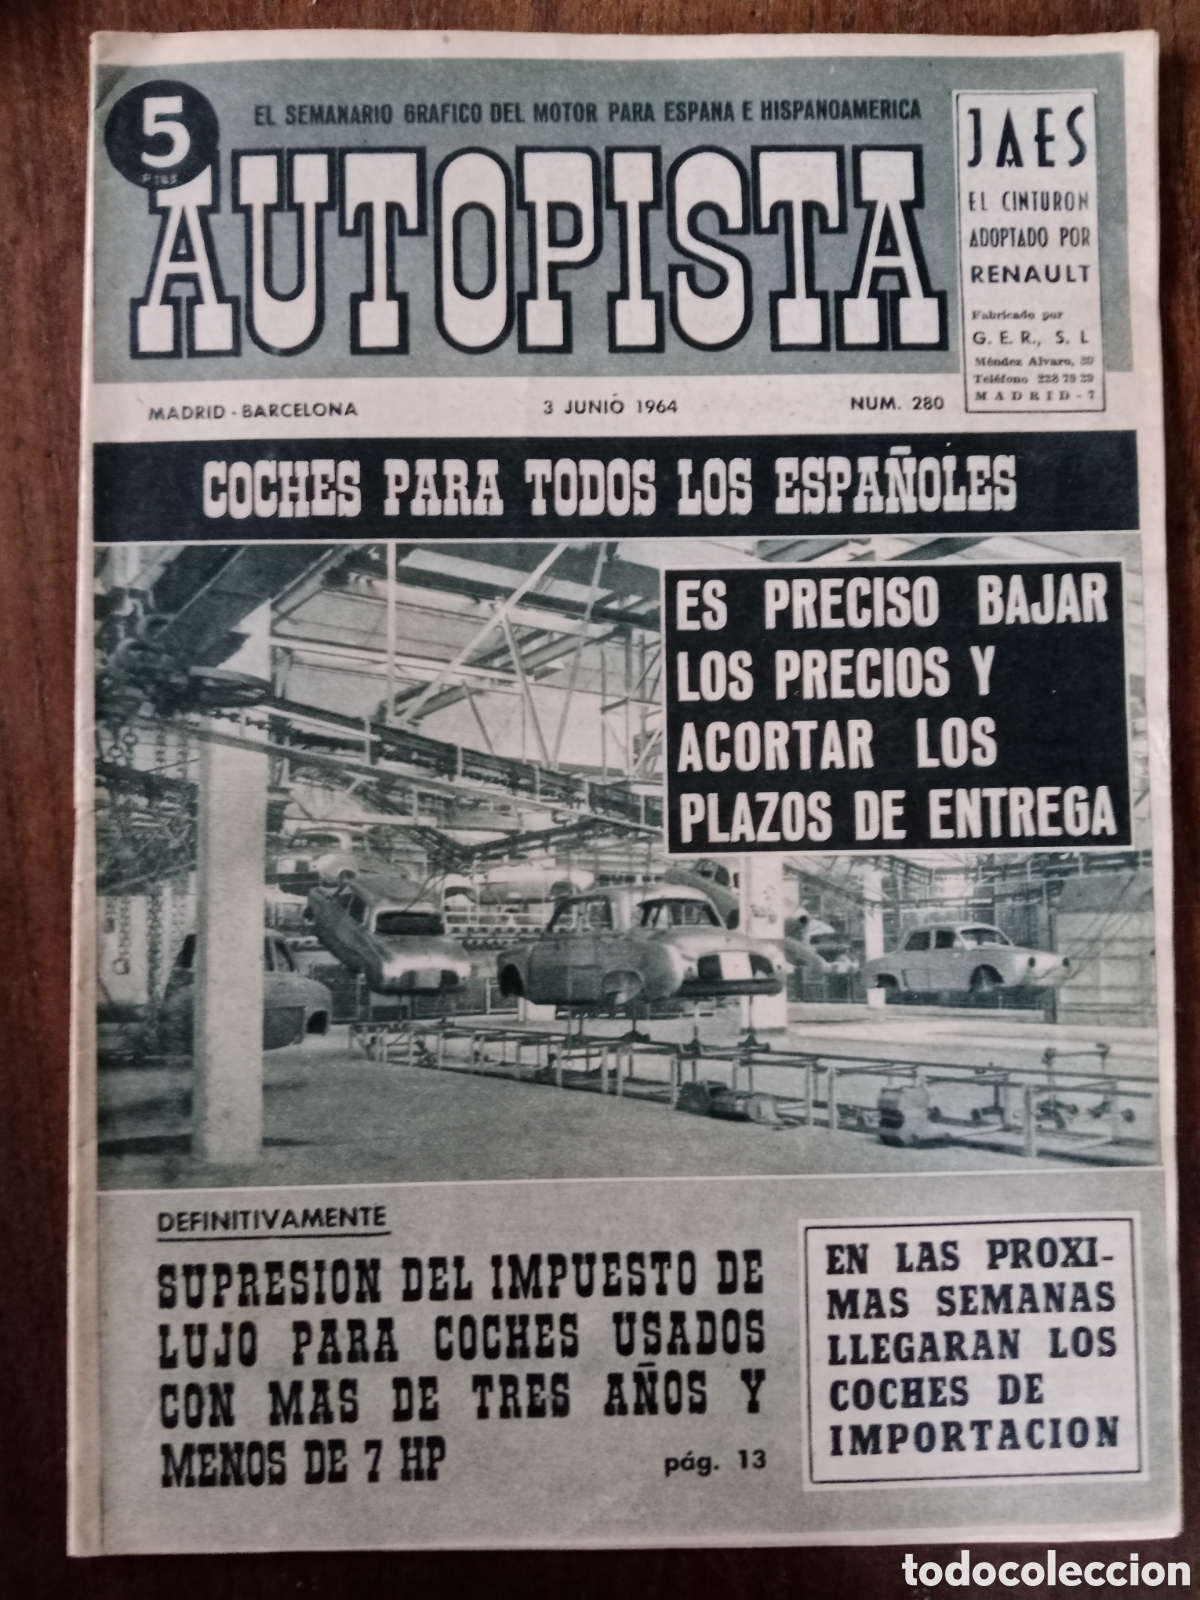 5
PTAS
EL SEMANARIO GRAFICO DEL MOTOR PARA ESPAÑA E HISPANOAMERICA
AUTOPISTA
JAES
EL CINTURON
ADOPTADO POR
RENAULT
Fabricado por
G. E. R., S. L
Méndez Alvaro, 39
Teléfono 228 79 29
MADRID - 7
MADRID - BARCELONA
3 JUNIO 1964
NUM. 280
COCHES PARA TODOS LOS ESPAÑOLES
ES PRECISO BAJAR
LOS PRECIOS Y
ACORTAR LOS
PLAZOS DE ENTREGA
DEFINITIVAMENTE
SUPRESION DEL IMPUESTO DE
LUJO PARA COCHES USADOS
CON MAS DE TRES AÑOS Y
MENOS DE 7 HP
pág. 13
EN LAS PROXI-
MAS SEMANAS
LLEGARAN LOS
COCHES DE
IMPORTACION
todocoleccion
todocoleccion.net